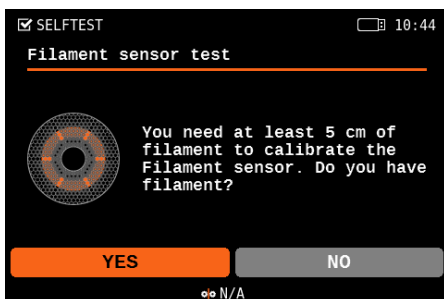 SELFTEST
10:44
Filament sensor test
You need at least 5 cm of
filament to calibrate the
Filament sensor. Do you have
filament?
YES
NO
N/A